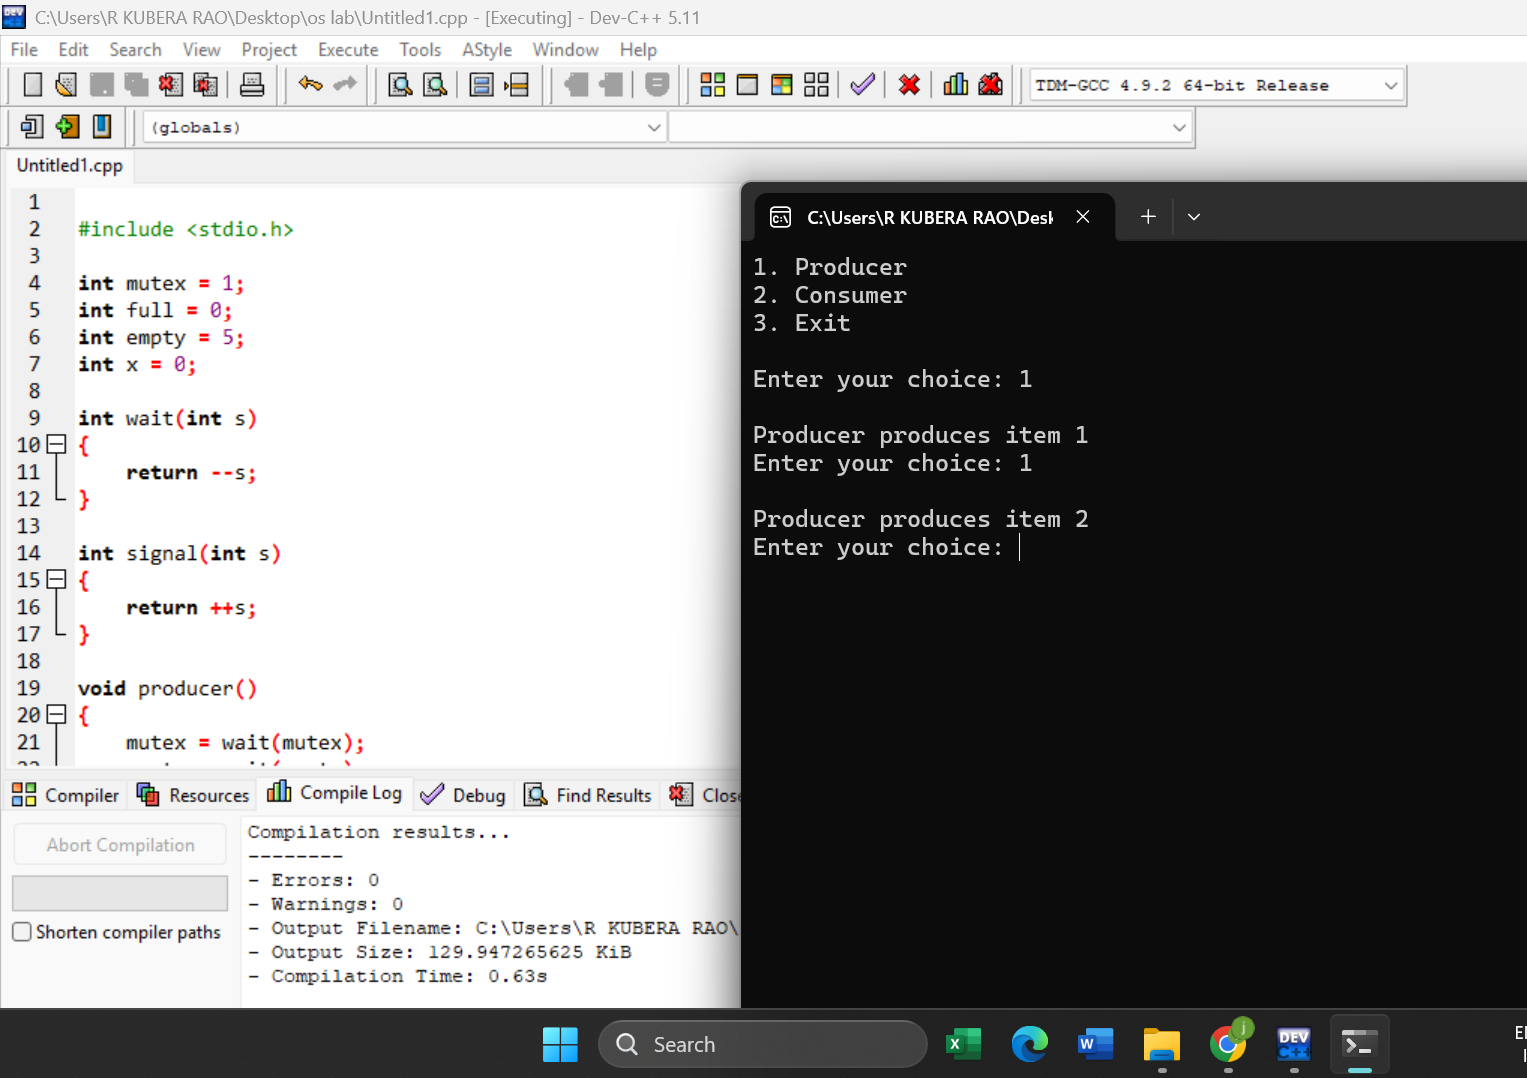 C:\Users\R KUBERA RAO\Desktop\os lab\Untitled1.cpp - [Executing] - Dev-C++ 5.11
File Edit Search View Project Execute Tools AStyle Window Help
TDM-GCC 4.9.2 64-bit Release
(globals)
Untitled1.cpp
1
2 #include <stdio.h>
3
4 int mutex = 1;
5 int full = 0;
6 int empty = 5;
7 int x = 0;
8
9 int wait(int s)
10 {
11 return --s;
12 }
13
14 int signal(int s)
15 {
16 return ++s;
17 }
18
19 void producer()
20 {
21 mutex = wait(mutex);
Compiler Resources Compile Log Debug Find Results Close
Abort Compilation
Shorten compiler paths
Compilation results...
--------
- Errors: 0
- Warnings: 0
- Output Filename: C:\Users\R KUBERA RAO\
- Output Size: 129.947265625 KiB
- Compilation Time: 0.63s
C:\Users\R KUBERA RAO\Desk
1. Producer
2. Consumer
3. Exit
Enter your choice: 1
Producer produces item 1
Enter your choice: 1
Producer produces item 2
Enter your choice:
Search
j
DEV
C++